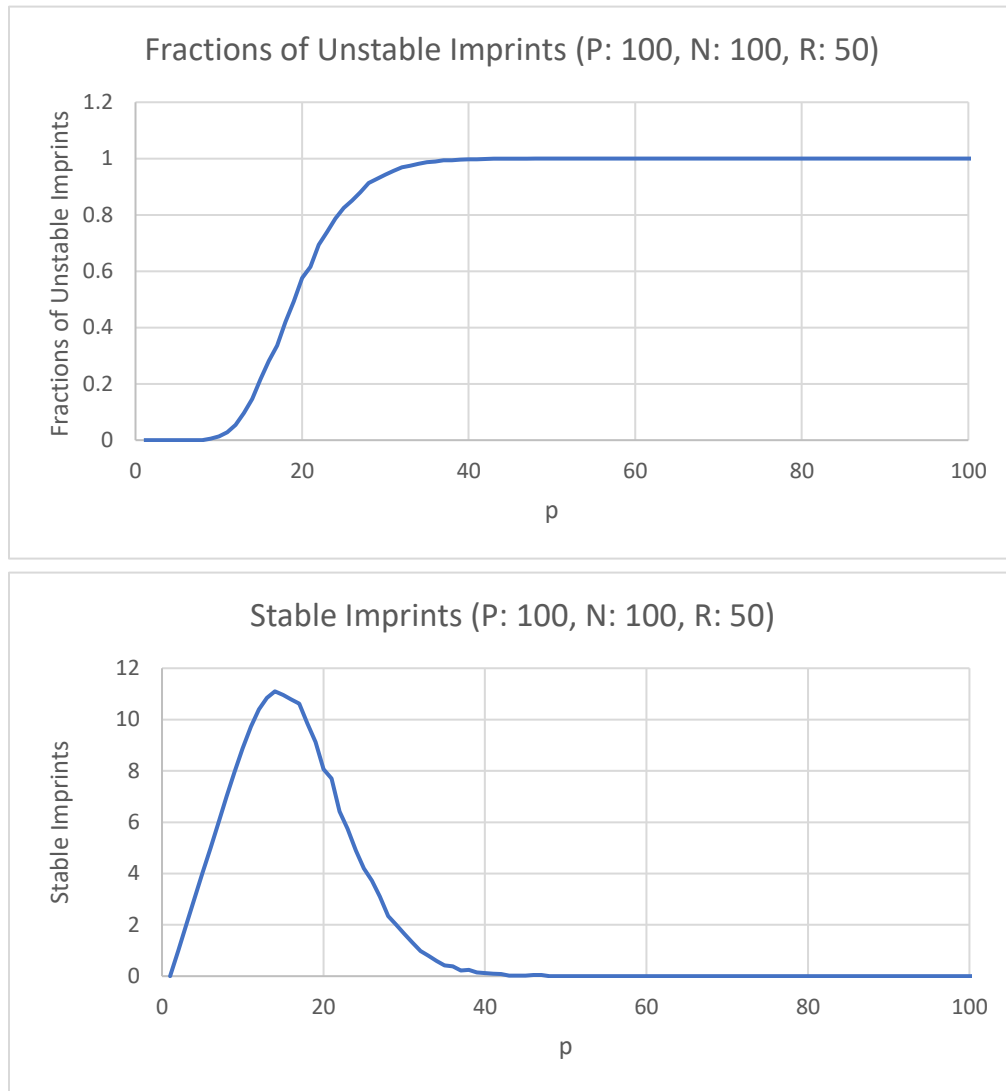 Fractions of Unstable Imprints (P: 100, N: 100, R: 50)
Fractions of Unstable Imprints
1.2
1
0.8
0.6
0.4
0.2
0
0 20 40 60 80 100
p
Stable Imprints (P: 100, N: 100, R: 50)
Stable Imprints
12
10
8
6
4
2
0
0 20 40 60 80 100
p